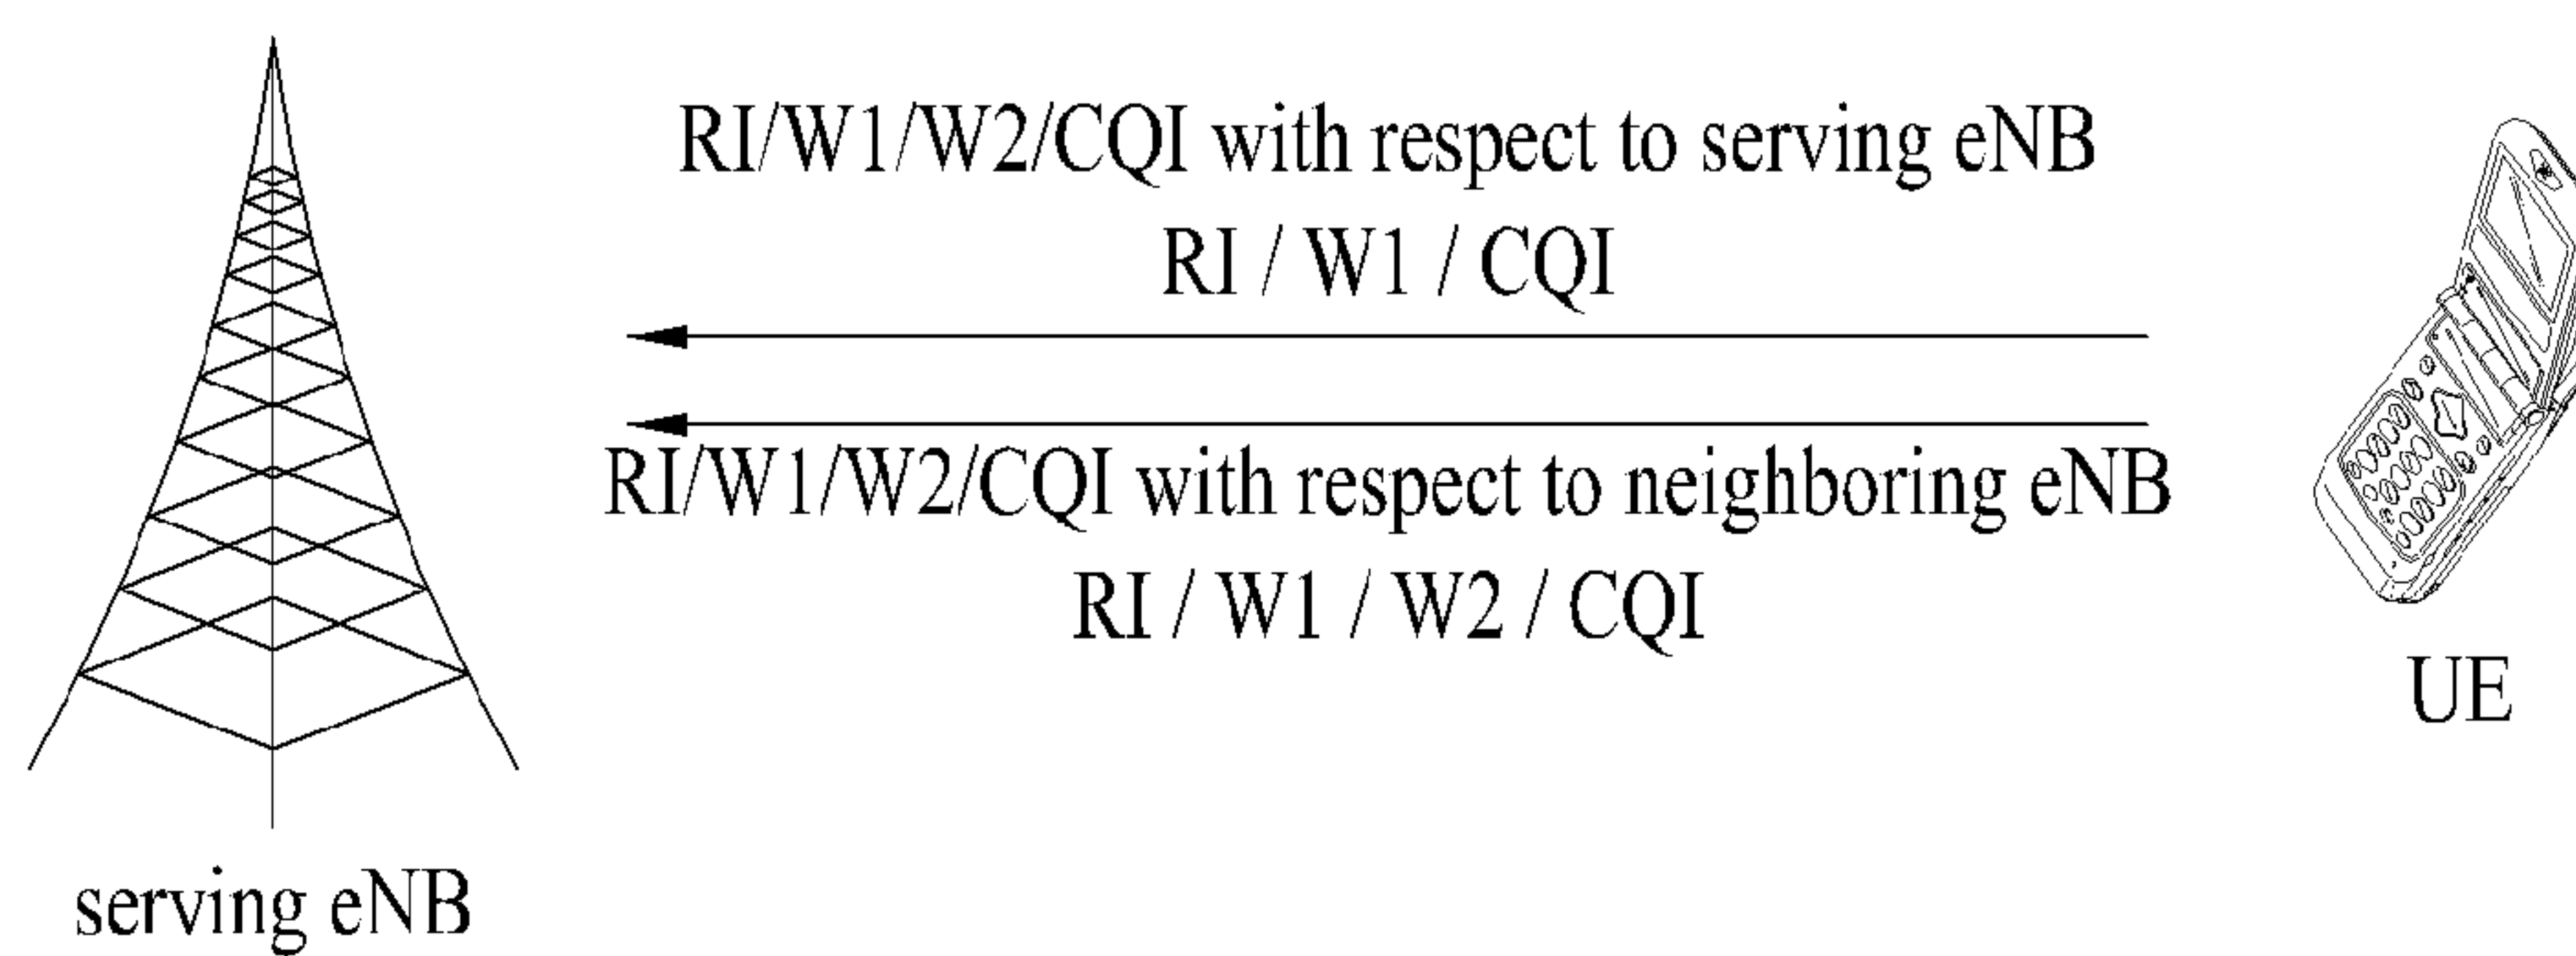 RI/W1/W2/CQI with respect to serving eNB
RI / W1 / CQI
RI/W1/W2/CQI with respect to neighboring eNB
RI / W1 / W2 / CQI
UE
serving eNB